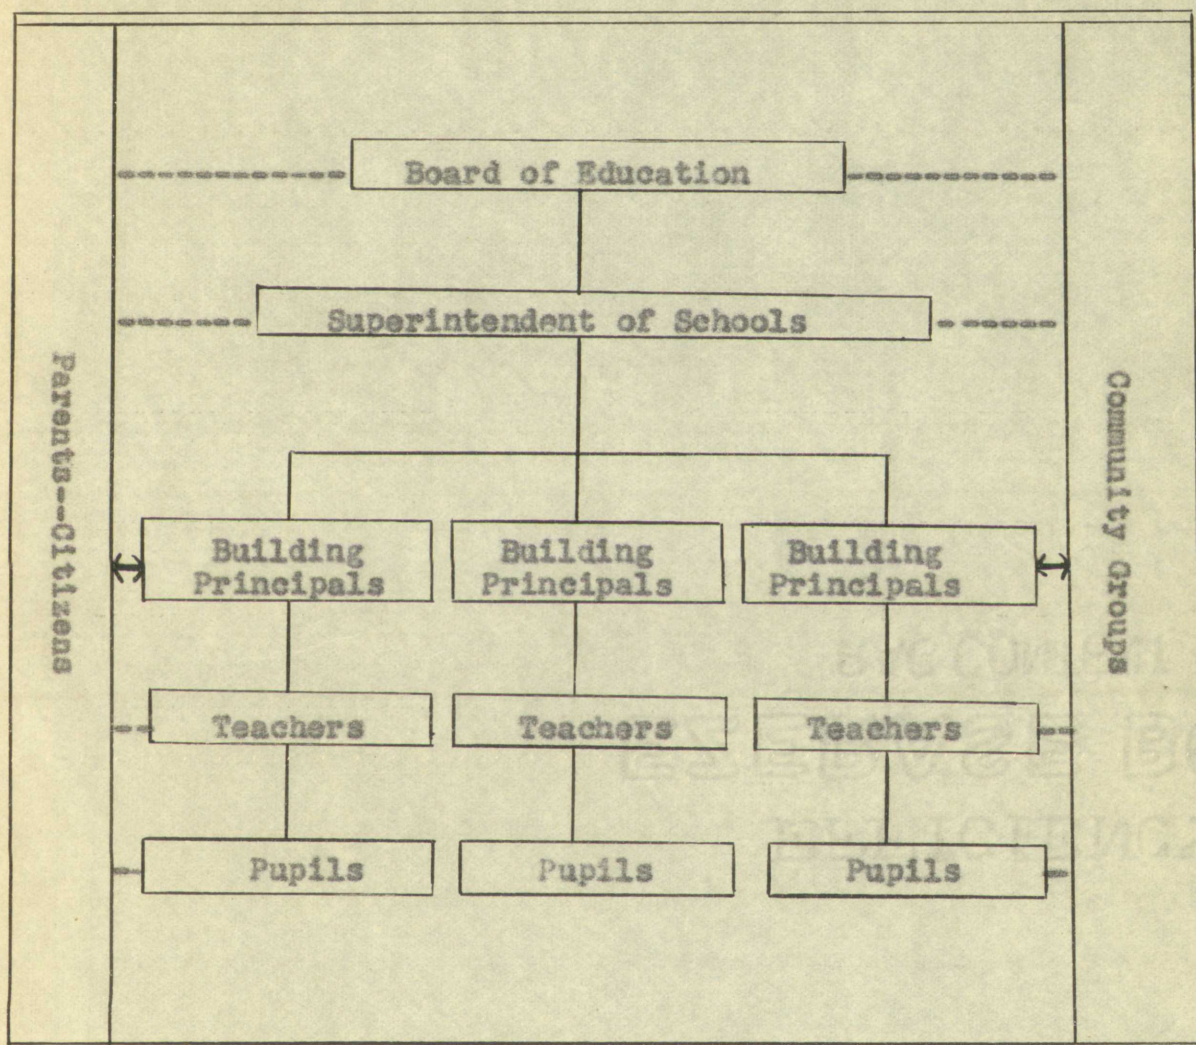 Board of Education
Superintendent of Schools
Parents--Citizens
Community Groups
Building
Principals
Building
Principals
Building
Principals
Teachers
Teachers
Teachers
Pupils
Pupils
Pupils